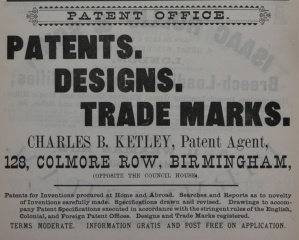 PATENT OFFICE.
PATENTS.
DESIGNS.
TRADE MARKS.
CHARLES B. KETLEY, Patent Agent,
128, COLMORE ROW, BIRMINGHAM,
(OPPOSITE THE COUNCIL HOUSE).
Patents for Inventions procured at Home and Abroad. Searches and Reports as to novelty
of Inventions carefully made. Specifications drawn and revised. Drawings to accom-
pany Patent Specifications executed in accordance with the stringent rules of the English,
Colonial, and Foreign Patent Offices. Designs and Trade Marks registered.
TERMS MODERATE. INFORMATION GRATIS AND POST FREE ON APPLICATION.